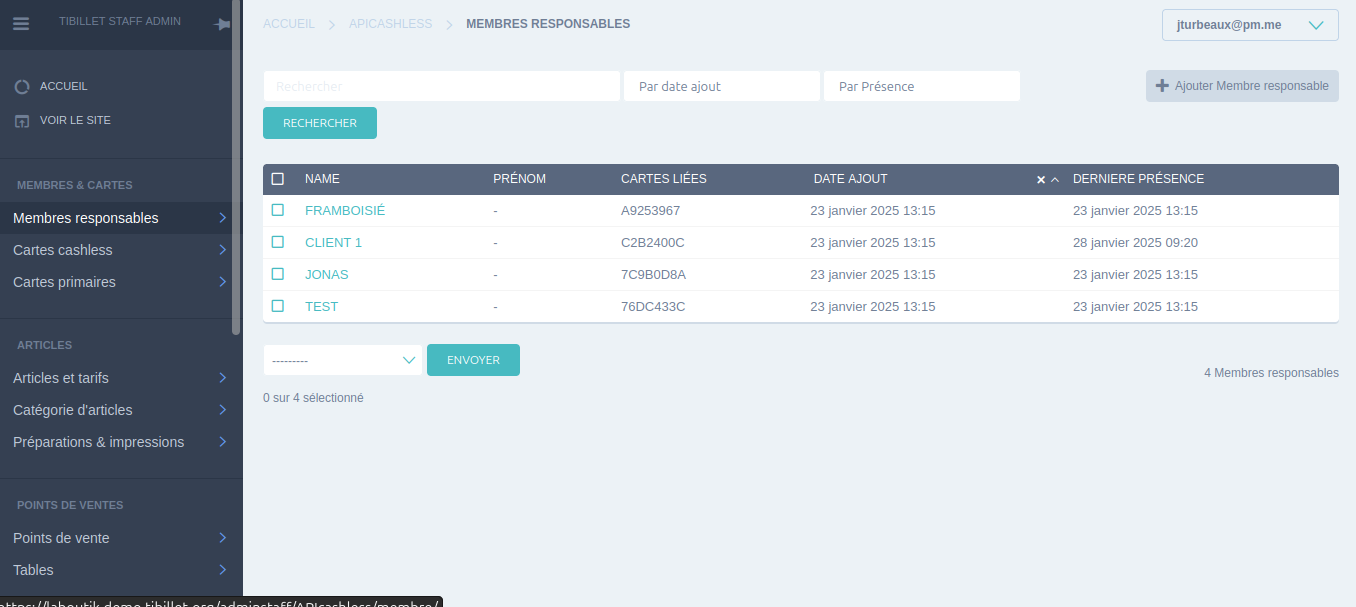 TIBILLET STAFF ADMIN
ACCUEIL
VOIR LE SITE
MEMBRES & CARTES
Membres responsables
Cartes cashless
Cartes primaires
ARTICLES
Articles et tarifs
Catégorie d'articles
Préparations & impressions
POINTS DE VENTES
Points de vente
Tables
ACCUEIL APICASHLESS MEMBRES RESPONSABLES
jturbeaux@pm.me
Rechercher Par date ajout Par Présence
Ajouter Membre responsable
RECHERCHER
NAME PRÉNOM CARTES LIÉES DATE AJOUT DERNIERE PRÉSENCE
FRAMBOISIÉ - A9253967 23 janvier 2025 13:15 23 janvier 2025 13:15
CLIENT 1 - C2B2400C 23 janvier 2025 13:15 28 janvier 2025 09:20
JONAS - 7C9B0D8A 23 janvier 2025 13:15 23 janvier 2025 13:15
TEST - 76DC433C 23 janvier 2025 13:15 23 janvier 2025 13:15
--------- ENVOYER
4 Membres responsables
0 sur 4 sélectionné
https://laboutik.demo.tibillet.org/adminstaff/APIcashless/membre/